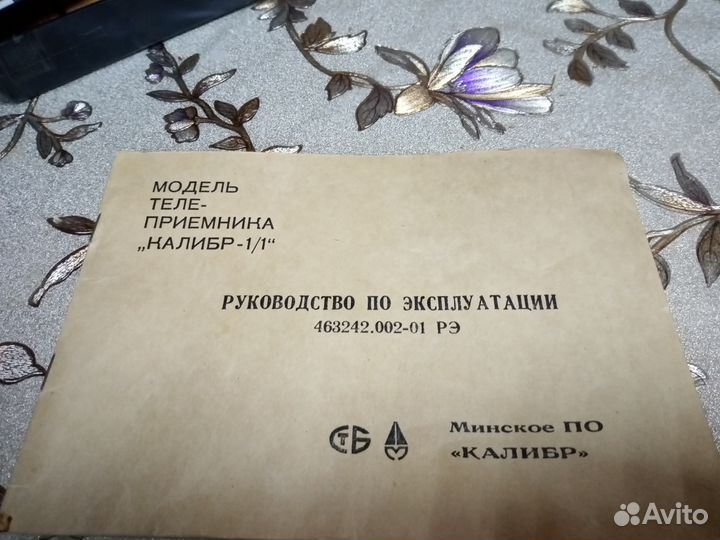 МОДЕЛЬ
ТЕЛЕ-
ПРИЕМНИКА
„КАЛИБР-1/1“
РУКОВОДСТВО ПО ЭКСПЛУАТАЦИИ
463242.002-01 РЭ
СТБ
М
Минское ПО
«КАЛИБР»
Avito